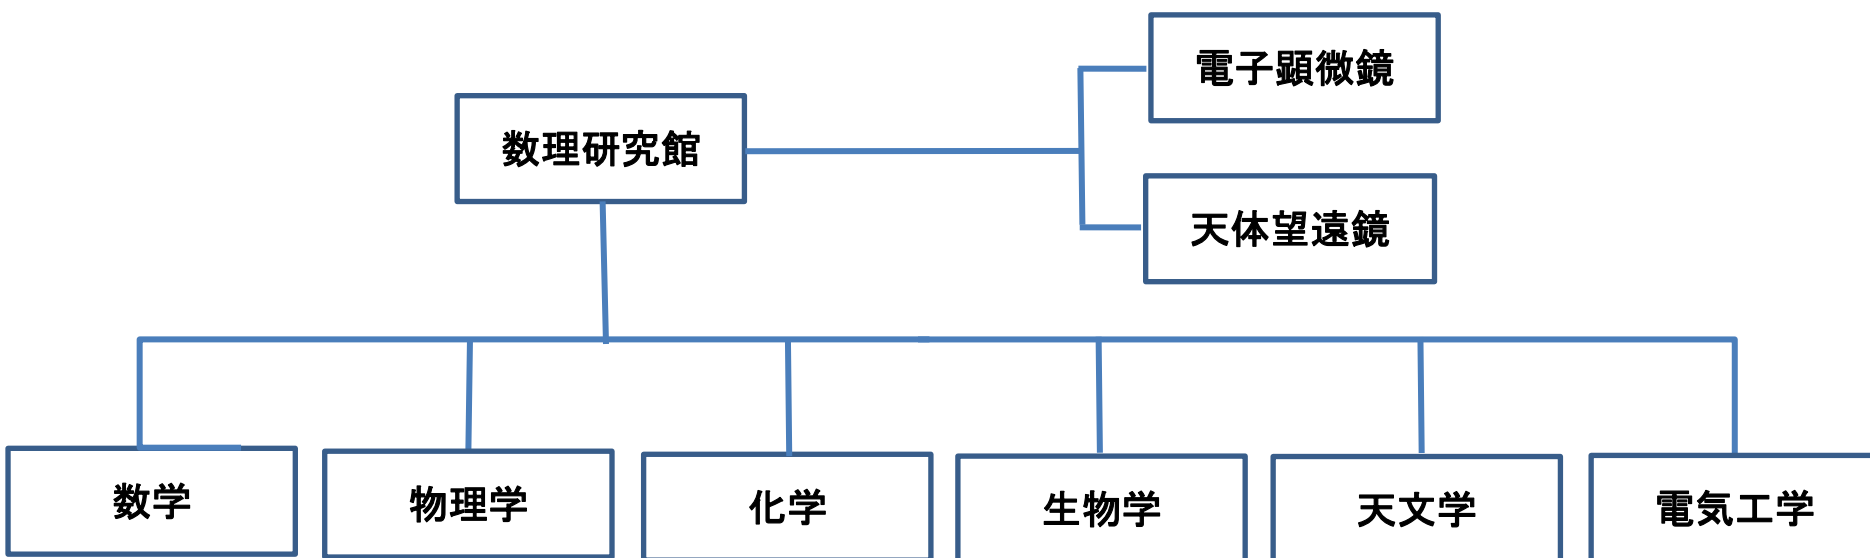 電子顕微鏡
数理研究館
天体望遠鏡
数学
物理学
化学
生物学
天文学
電気工学